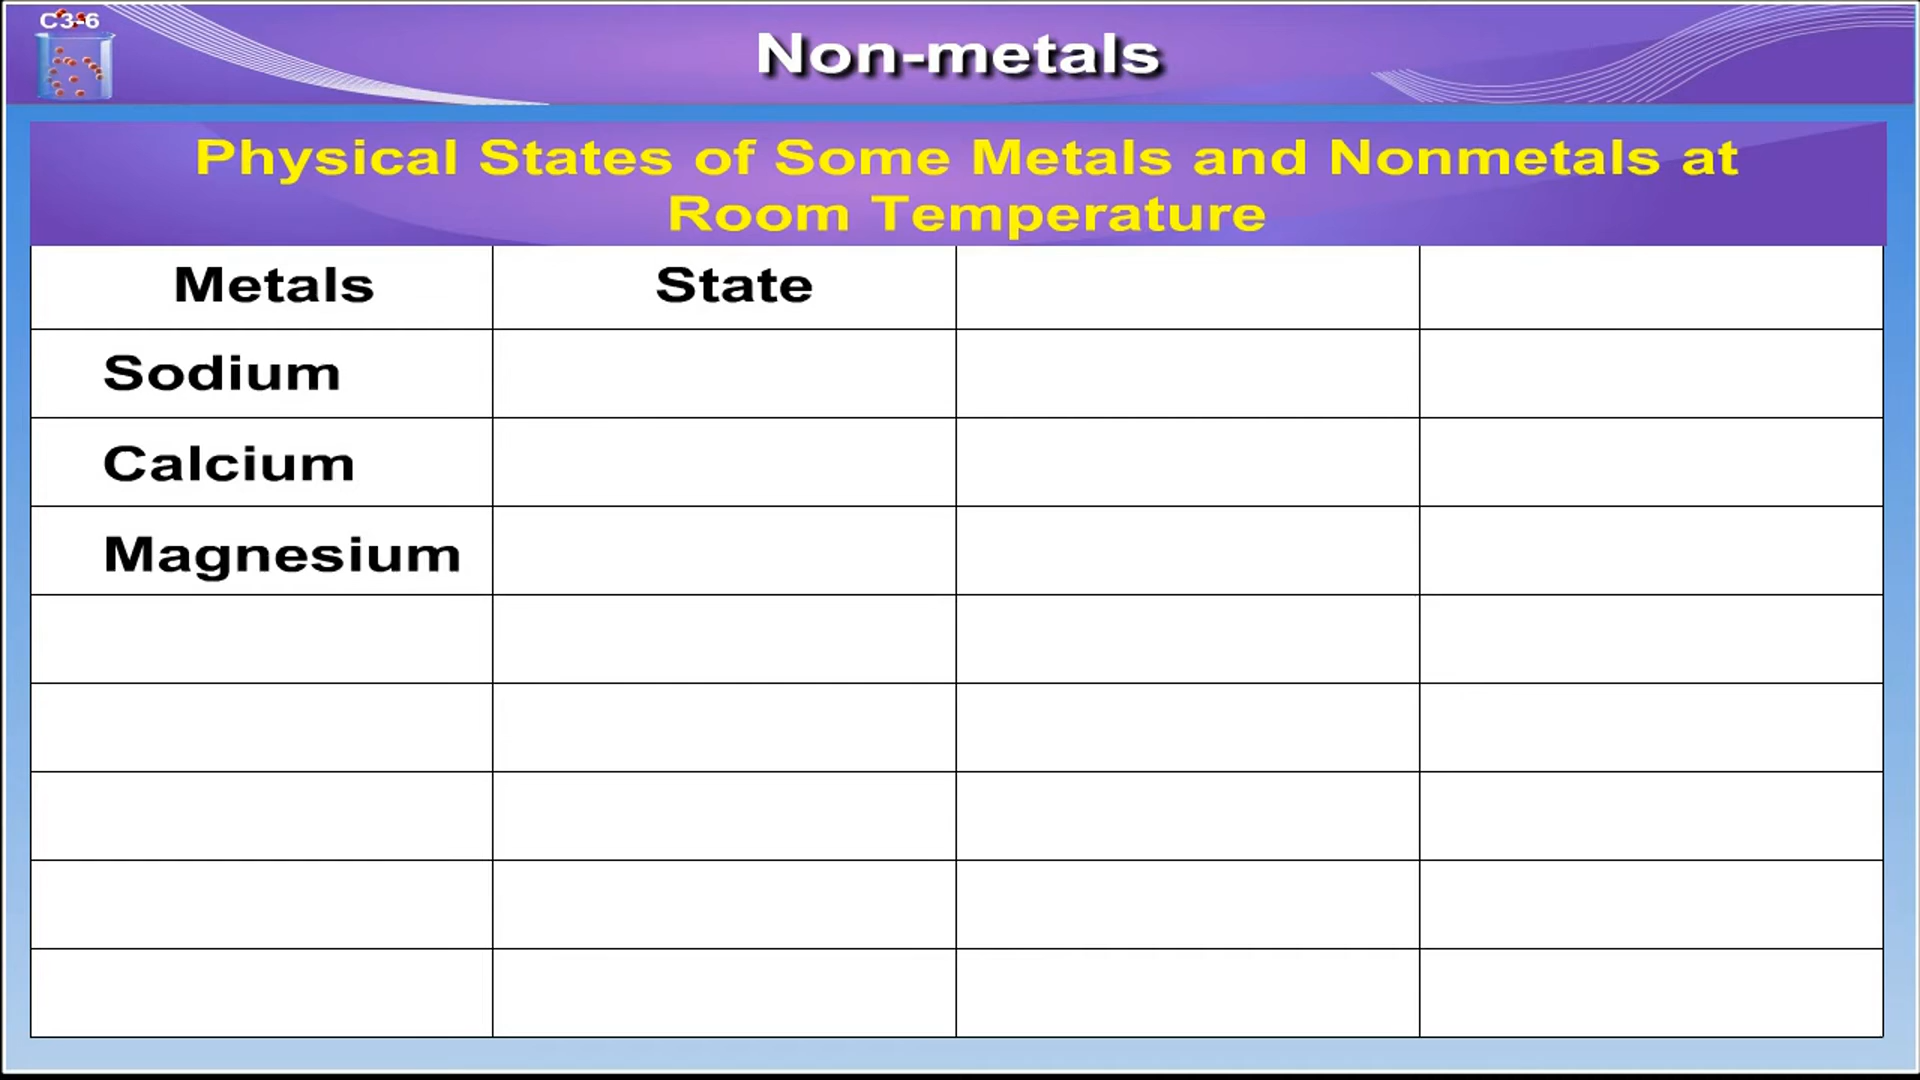 C3-6
Non-metals
Physical States of Some Metals and Nonmetals at
Room Temperature
Metals State
Sodium
Calcium
Magnesium